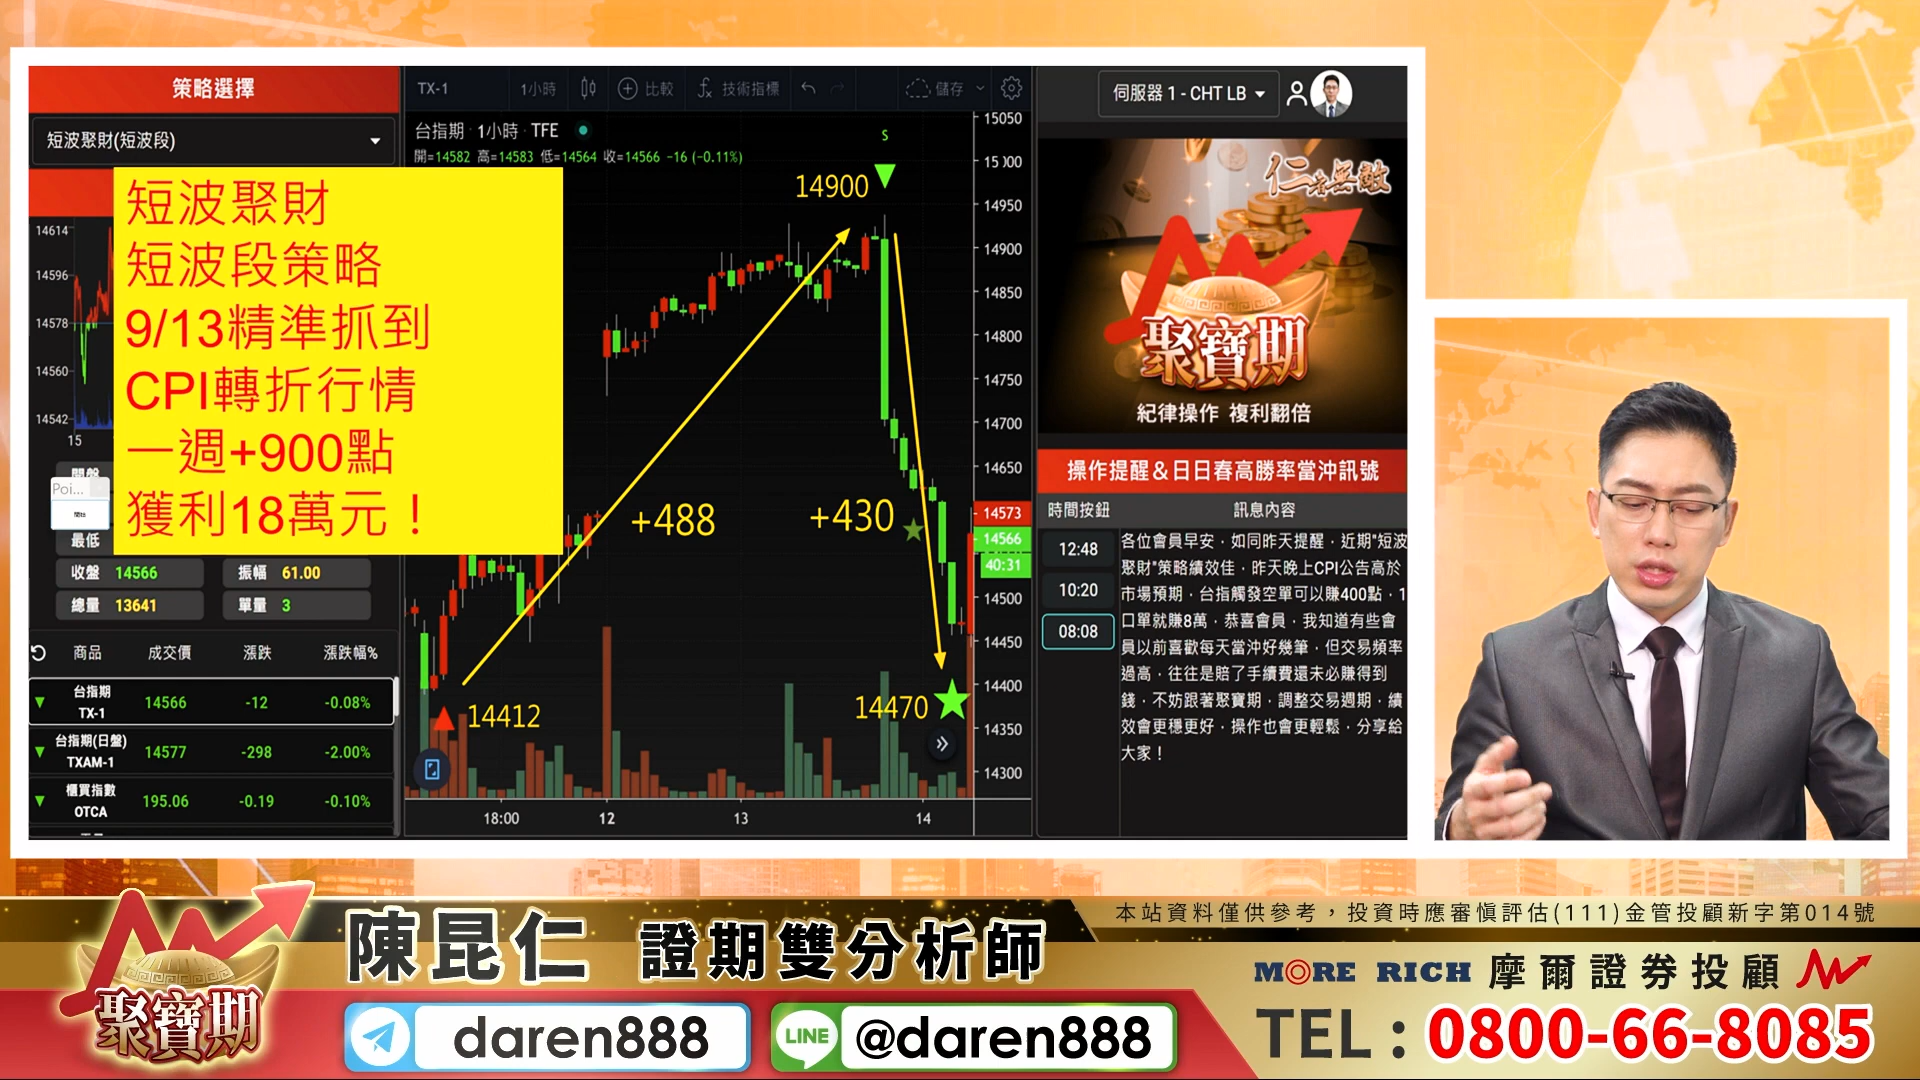 策略選擇
短波聚財(短波段)
短波聚財
短波段策略
9/13精準抓到
CPI轉折行情
一週+900點
獲利18萬元！
14614
14596
14578
14560
14542
15
開盤
Poi...
開始
最低
收盤 14566 振幅 61.00
總量 13641 單量 3
商品 成交價 漲跌 漲跌幅%
台指期
TX-1 14566 -12 -0.08%
台指期(日盤)
TXAM-1 14577 -298 -2.00%
櫃買指數
OTCA 195.06 -0.19 -0.10%
TX-1 1小時 比較 技術指標 儲存
台指期 · 1小時 · TFE
開=14582 高=14583 低=14564 收=14566 -16 (-0.11%)
S
14900
+488
+430
14412
14470
15050
15000
14950
14900
14850
14800
14750
14700
14650
14573
14566
40:31
14500
14450
14400
14350
14300
18:00 12 13 14
伺服器 1 - CHT LB
仁者無敵
聚寶期
紀律操作 複利翻倍
操作提醒＆日日春高勝率當沖訊號
時間按鈕 訊息內容
12:48
10:20
08:08
各位會員早安，如同昨天提醒，近期"短波
聚財"策略績效佳，昨天晚上CPI公告高於
市場預期，台指觸發空單可以賺400點，1
口單就賺8萬，恭喜會員，我知道有些會
員以前喜歡每天當沖好幾筆，但交易頻率
過高，往往是賠了手續費還未必賺得到
錢，不妨跟著聚寶期，調整交易週期，績
效會更穩更好，操作也會更輕鬆，分享給
大家！
聚寶期
陳昆仁 證期雙分析師
daren888
LINE @daren888
本站資料僅供參考，投資時應審慎評估(111)金管投顧新字第014號
MORE RICH 摩爾證券投顧
TEL：0800-66-8085